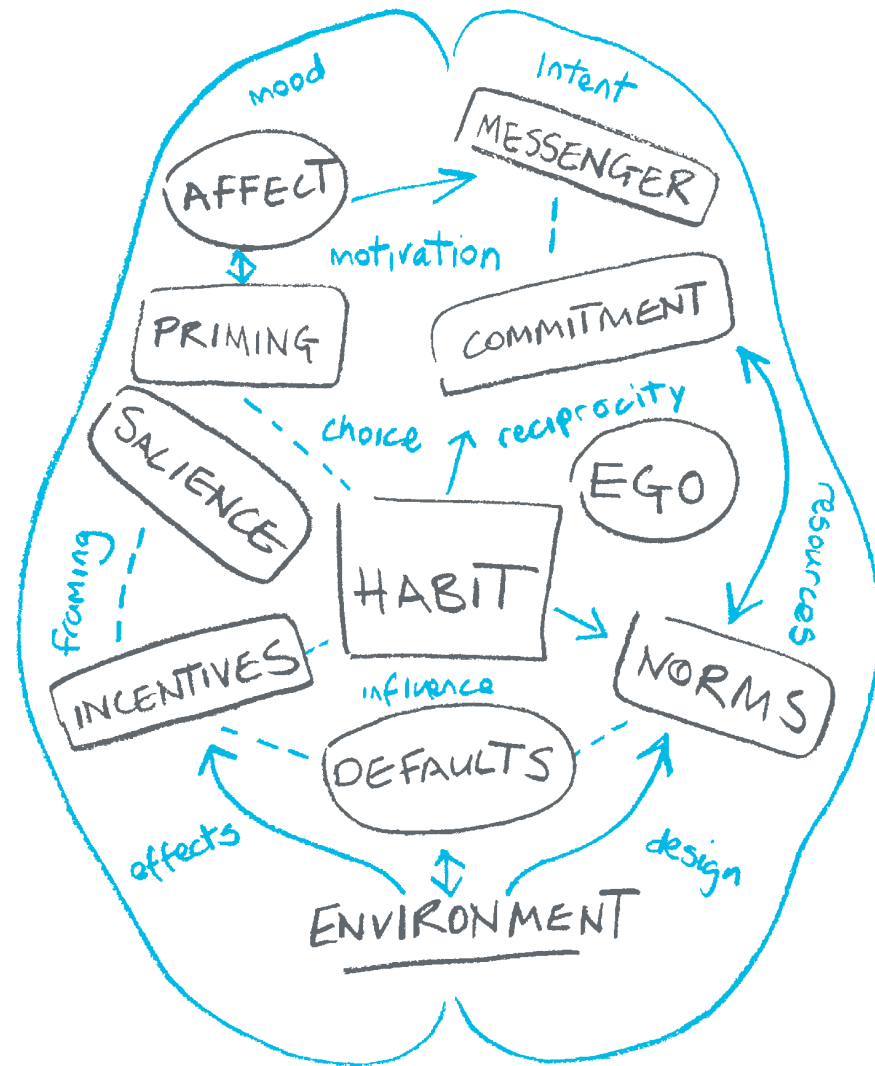 mood
Intent
MESSENGER
AFFECT
motivation
PRIMING
COMMITMENT
choice
reciprocity
SALIENCE
EGO
framing
HABIT
resources
INCENTIVES
NORMS
influence
DEFAULTS
effects
design
ENVIRONMENT